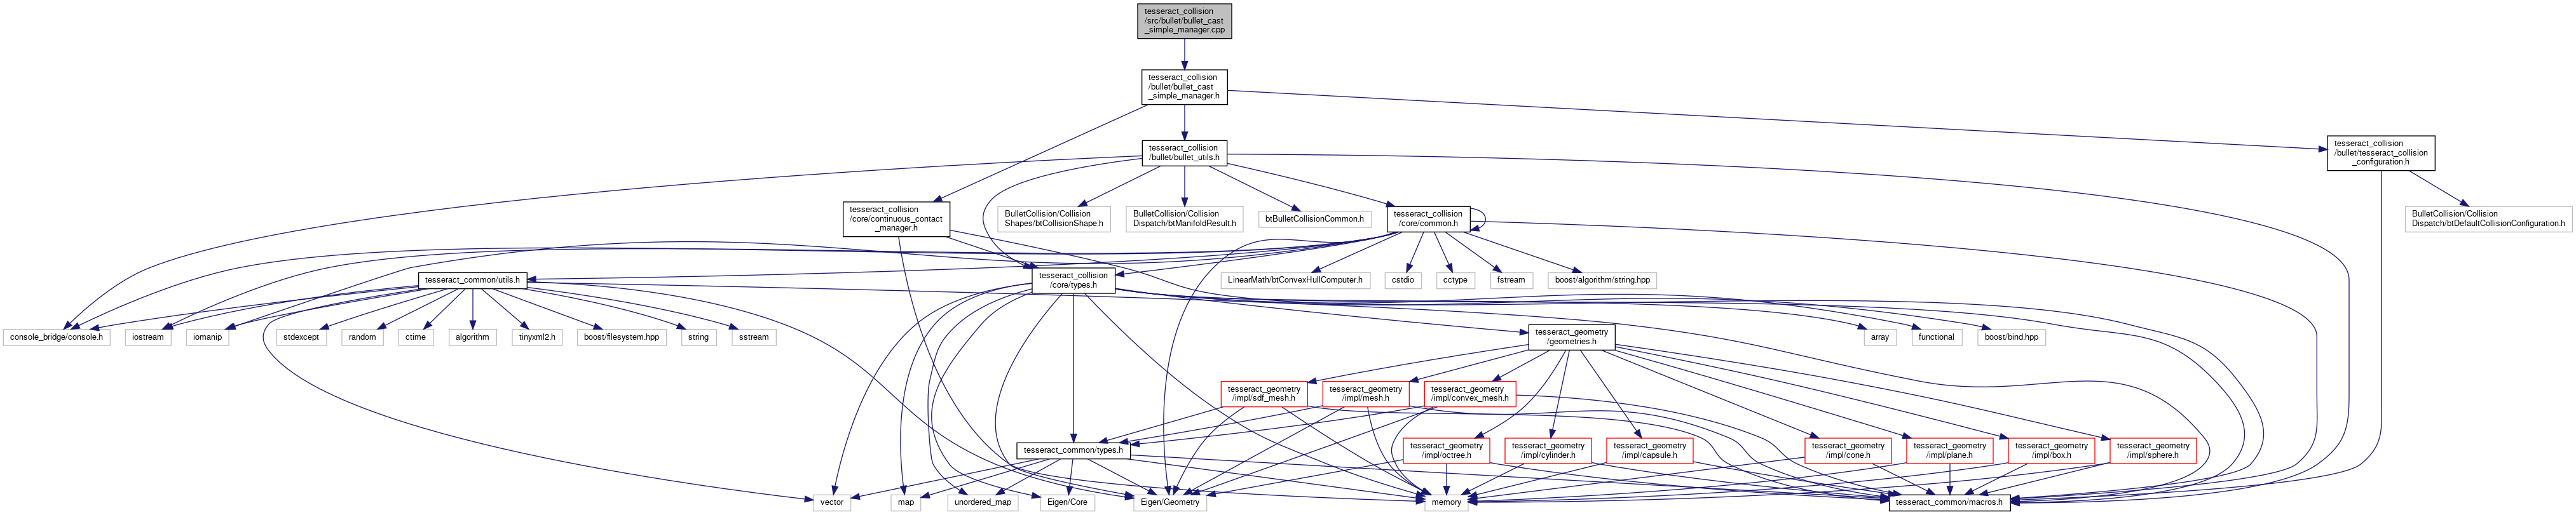 tesseract_collision
/src/bullet/bullet_cast
_simple_manager.cpp
tesseract_collision
/bullet/bullet_cast
_simple_manager.h
tesseract_collision
/bullet/bullet_utils.h
tesseract_collision
/bullet/tesseract_collision
_configuration.h
tesseract_collision
/core/continuous_contact
_manager.h
BulletCollision/Collision
Shapes/btCollisionShape.h
BulletCollision/Collision
Dispatch/btManifoldResult.h
btBulletCollisionCommon.h
tesseract_collision
/core/common.h
BulletCollision/Collision
Dispatch/btDefaultCollisionConfiguration.h
tesseract_common/utils.h
tesseract_collision
/core/types.h
LinearMath/btConvexHullComputer.h
cstdio
cctype
fstream
boost/algorithm/string.hpp
console_bridge/console.h
iostream
iomanip
stdexcept
random
ctime
algorithm
tinyxml2.h
boost/filesystem.hpp
string
sstream
tesseract_geometry
/geometries.h
array
functional
boost/bind.hpp
tesseract_geometry
/impl/sdf_mesh.h
tesseract_geometry
/impl/mesh.h
tesseract_geometry
/impl/convex_mesh.h
tesseract_common/types.h
tesseract_geometry
/impl/octree.h
tesseract_geometry
/impl/cylinder.h
tesseract_geometry
/impl/capsule.h
tesseract_geometry
/impl/cone.h
tesseract_geometry
/impl/plane.h
tesseract_geometry
/impl/box.h
tesseract_geometry
/impl/sphere.h
vector
map
unordered_map
Eigen/Core
Eigen/Geometry
memory
tesseract_common/macros.h